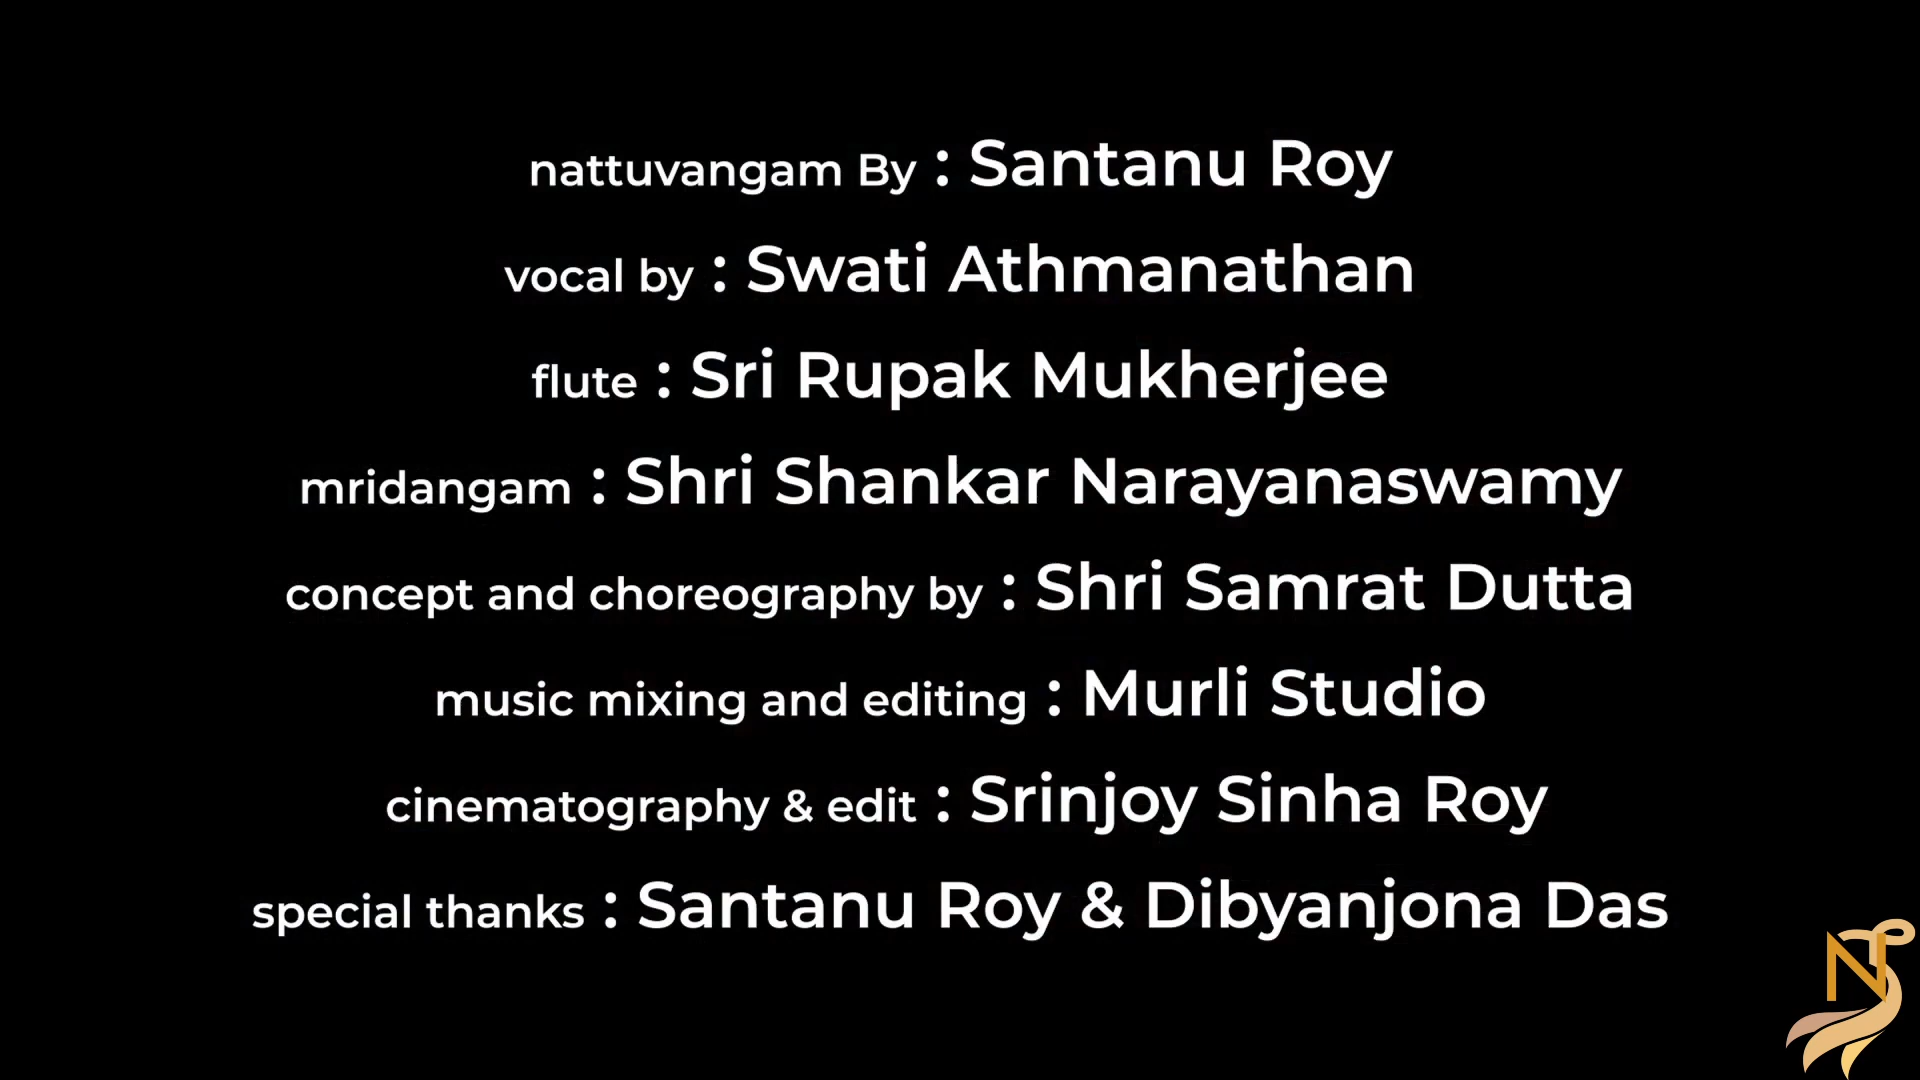 nattuvangam By : Santanu Roy
vocal by : Swati Athmanathan
flute : Sri Rupak Mukherjee
mridangam : Shri Shankar Narayanaswamy
concept and choreography by : Shri Samrat Dutta
music mixing and editing : Murli Studio
cinematography & edit : Srinjoy Sinha Roy
special thanks : Santanu Roy & Dibyanjona Das
N